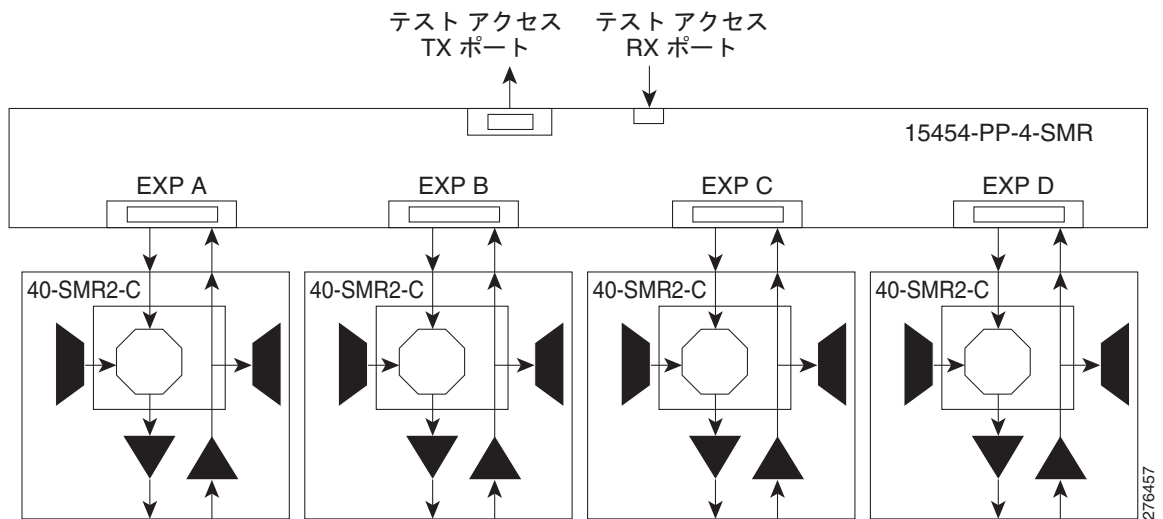 テスト アクセス
TX ポート
テスト アクセス
RX ポート
15454-PP-4-SMR
EXP A
EXP B
EXP C
EXP D
40-SMR2-C
40-SMR2-C
40-SMR2-C
40-SMR2-C
276457